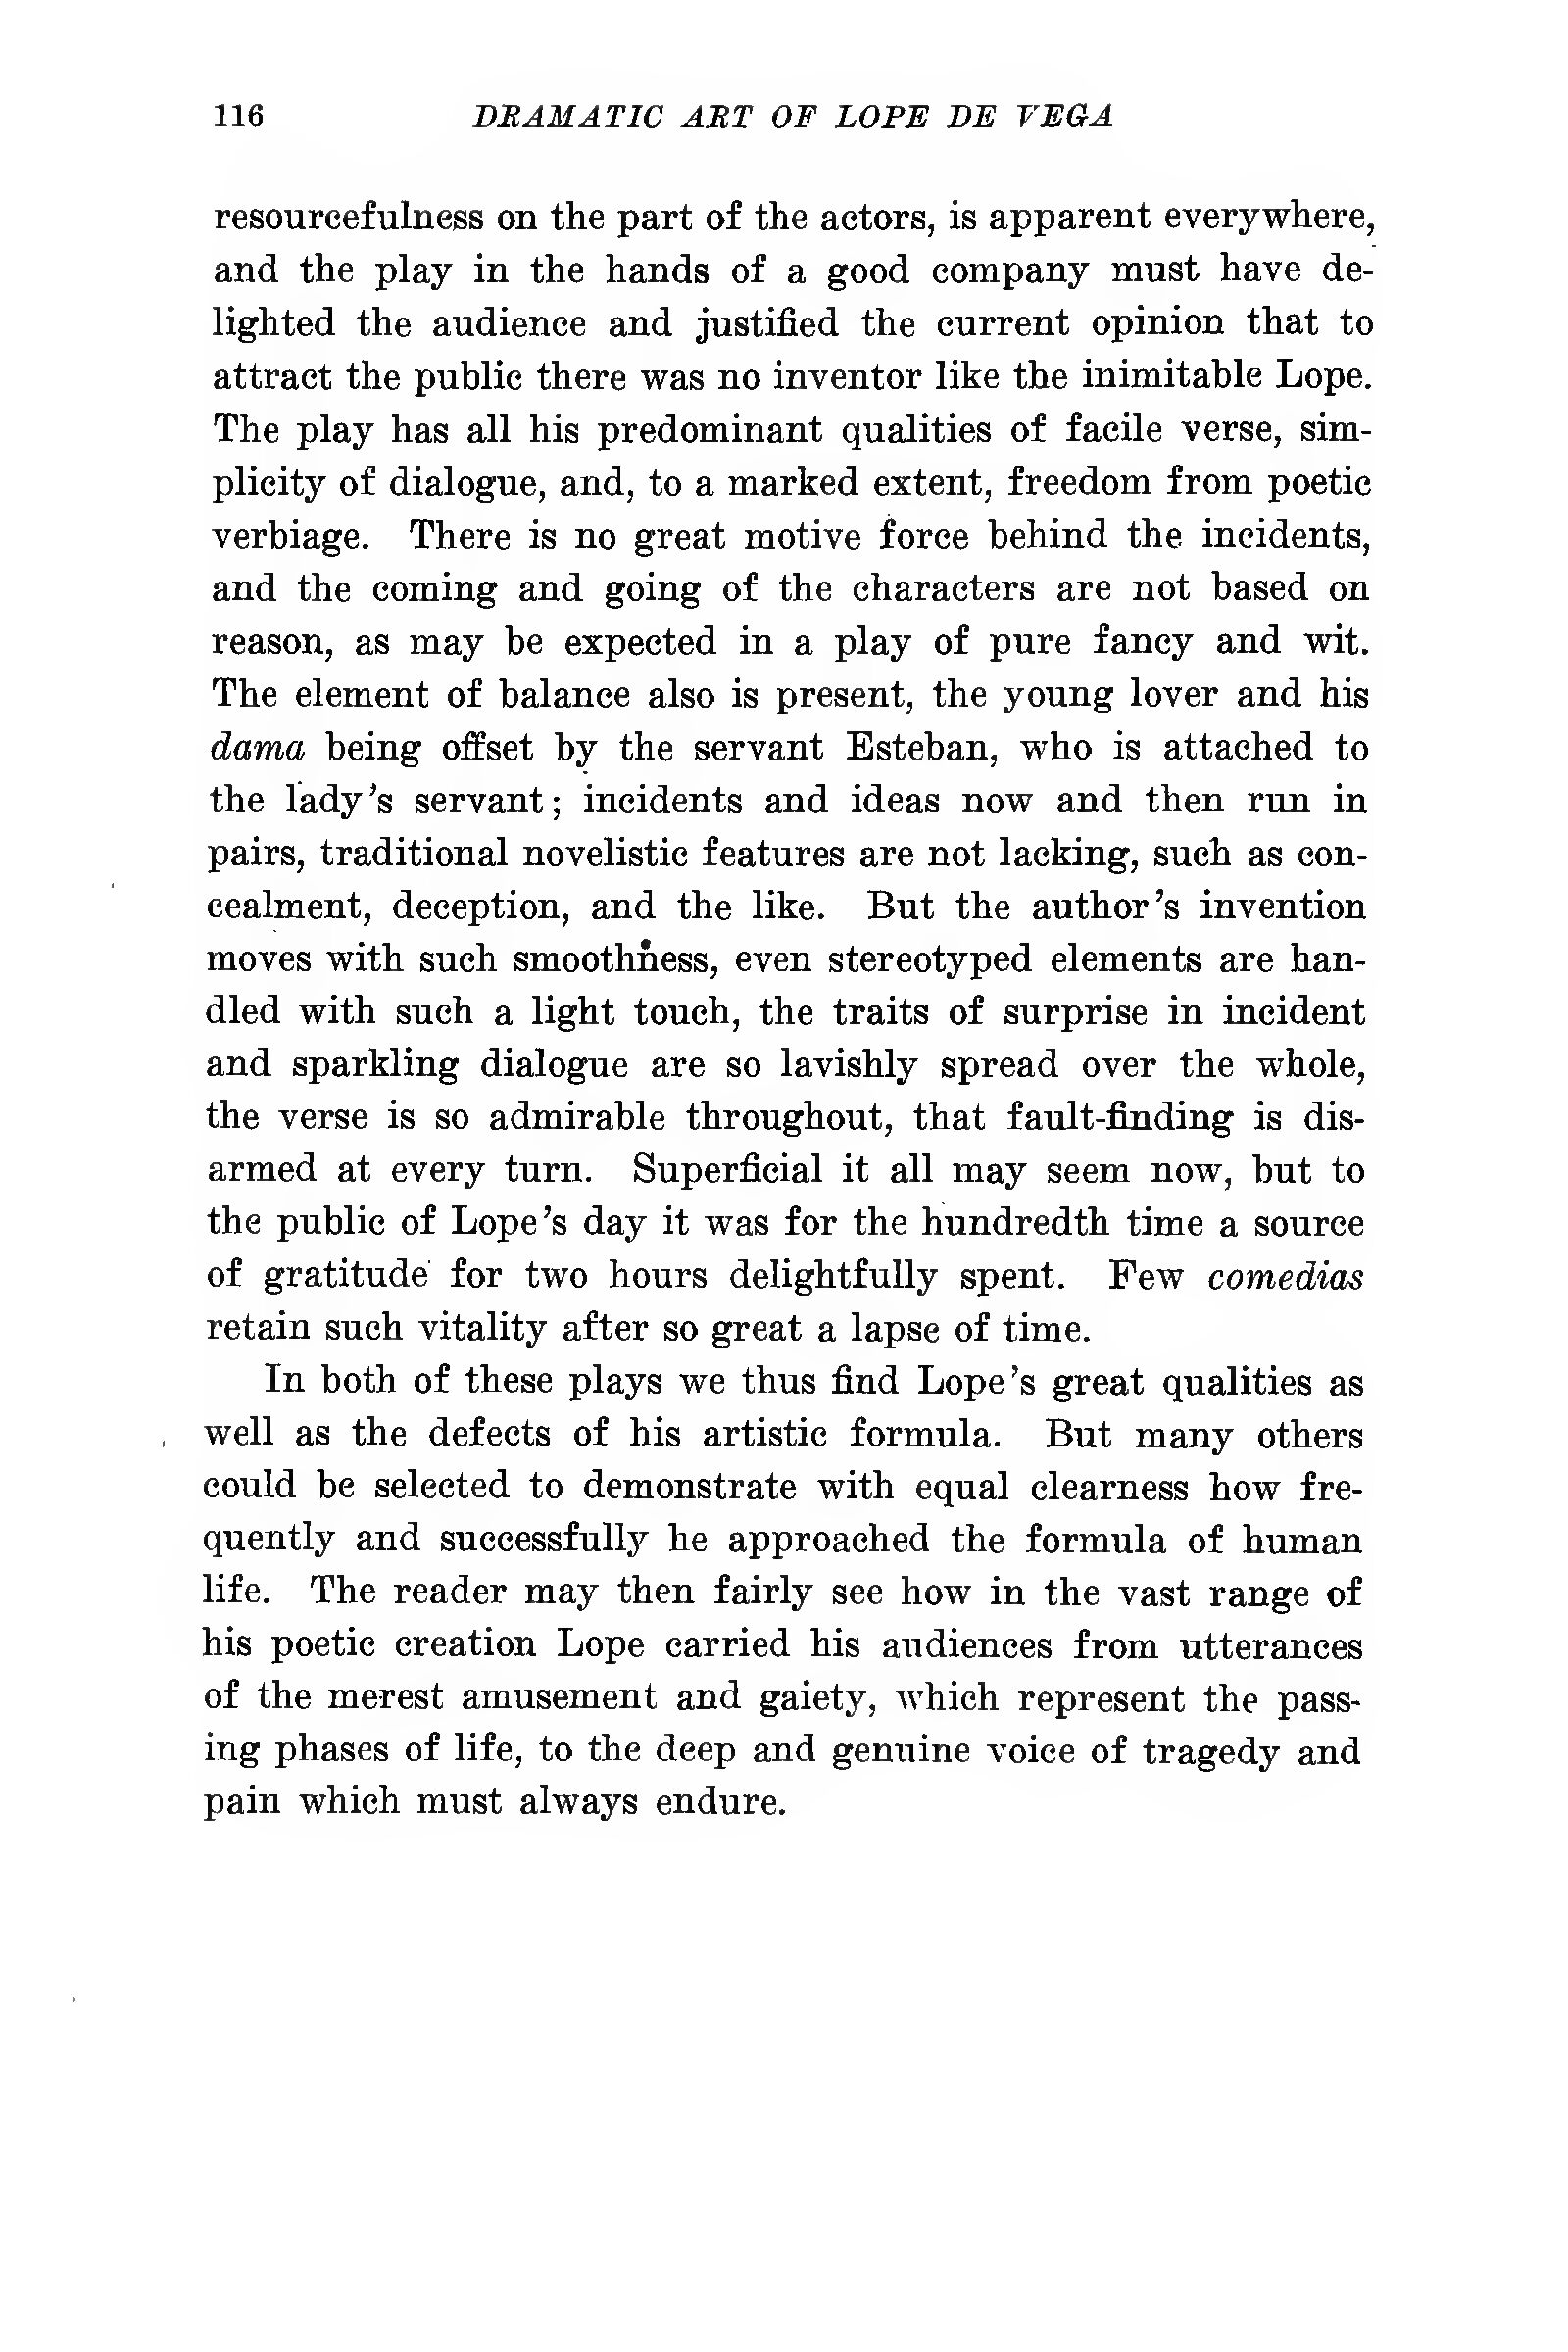 116 DRAMATIC ART OF LOPE DE VEGA
resourcefulness on the part of the actors, is apparent everywhere,
and the play in the hands of a good company must have de-
lighted the audience and justified the current opinion that to
attract the public there was no inventor like the inimitable Lope.
The play has all his predominant qualities of facile verse, sim-
plicity of dialogue, and, to a marked extent, freedom from poetic
verbiage. There is no great motive force behind the incidents,
and the coming and going of the characters are not based on
reason, as may be expected in a play of pure fancy and wit.
The element of balance also is present, the young lover and his
dama being offset by the servant Esteban, who is attached to
the lady's servant; incidents and ideas now and then run in
pairs, traditional novelistic features are not lacking, such as con-
cealment, deception, and the like. But the author's invention
moves with such smoothness, even stereotyped elements are han-
dled with such a light touch, the traits of surprise in incident
and sparkling dialogue are so lavishly spread over the whole,
the verse is so admirable throughout, that fault-finding is dis-
armed at every turn. Superficial it all may seem now, but to
the public of Lope's day it was for the hundredth time a source
of gratitude for two hours delightfully spent. Few comedias
retain such vitality after so great a lapse of time.
In both of these plays we thus find Lope's great qualities as
well as the defects of his artistic formula. But many others
could be selected to demonstrate with equal clearness how fre-
quently and successfully he approached the formula of human
life. The reader may then fairly see how in the vast range of
his poetic creation Lope carried his audiences from utterances
of the merest amusement and gaiety, which represent the pass-
ing phases of life, to the deep and genuine voice of tragedy and
pain which must always endure.